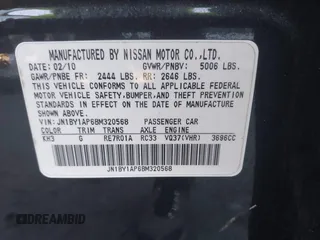 MANUFACTURED BY NISSAN MOTOR CO.,LTD.
DATE: 02/10 GVWR/PNBV: 5006 LBS.
GAWR/PNBE FR: 2444 LBS. RR: 2646 LBS.
THIS VEHICLE CONFORMS TO ALL APPLICABLE
FEDERAL MOTOR VEHICLE SAFETY, BUMPER, AND
THEFT PREVENTION STANDARDS IN EFFECT ON THE
DATE OF MANUFACTURE SHOWN ABOVE.
VIN: JN1BY1AP6BM320568 PASSENGER CAR
COLOR TRIM TRANS AXLE ENGINE
KH3 G RE7R01A RC33 VQ37(VHR) 3696CC
JN1BY1AP6BM320568
DREAMBID